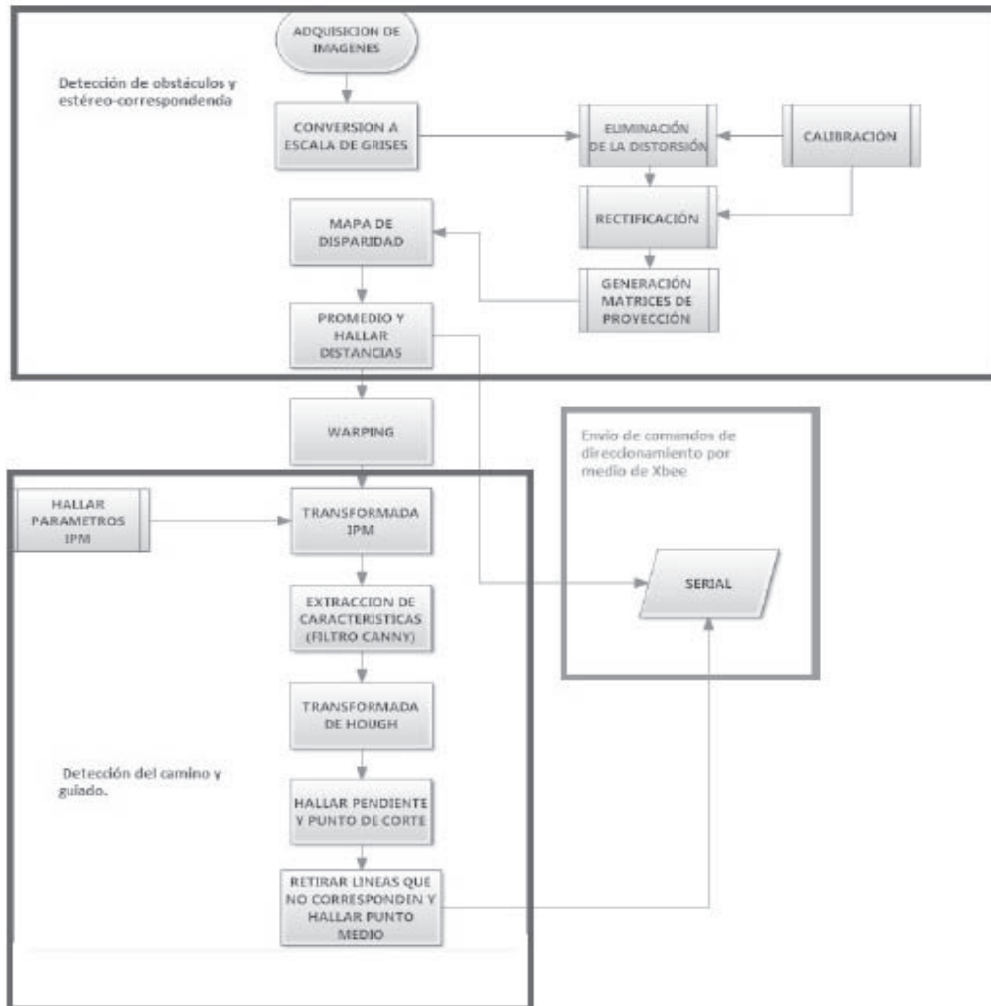 ADQUISICION DE
IMAGENES
Detección de obstáculos y
estéreo-correspondencia
CONVERSION A
ESCALA DE GRISES
ELIMINACIÓN
DE LA DISTORSIÓN
CALIBRACIÓN
MAPA DE
DISPARIDAD
RECTIFICACIÓN
GENERACIÓN
MATRICES DE
PROYECCIÓN
PROMEDIO Y
HALLAR
DISTANCIAS
WARPING
Envio de comandos de
direccionamiento por
medio de Xbee
HALLAR
PARAMETROS
IPM
TRANSFORMADA
IPM
SERIAL
EXTRACCION DE
CARACTERISTICAS
(FILTRO CANNY)
TRANSFORMADA
DE HOUGH
Detección del camino y
guiado.
HALLAR PENDIENTE
Y PUNTO DE CORTE
RETIRAR LINEAS QUE
NO CORRESPONDEN Y
HALLAR PUNTO
MEDIO